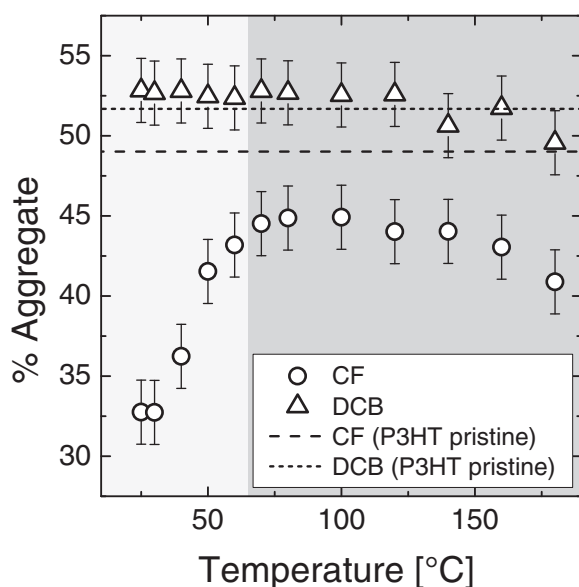 % Aggregate
55
50
45
40
35
30
CF
DCB
CF (P3HT pristine)
DCB (P3HT pristine)
50 100 150
Temperature [°C]